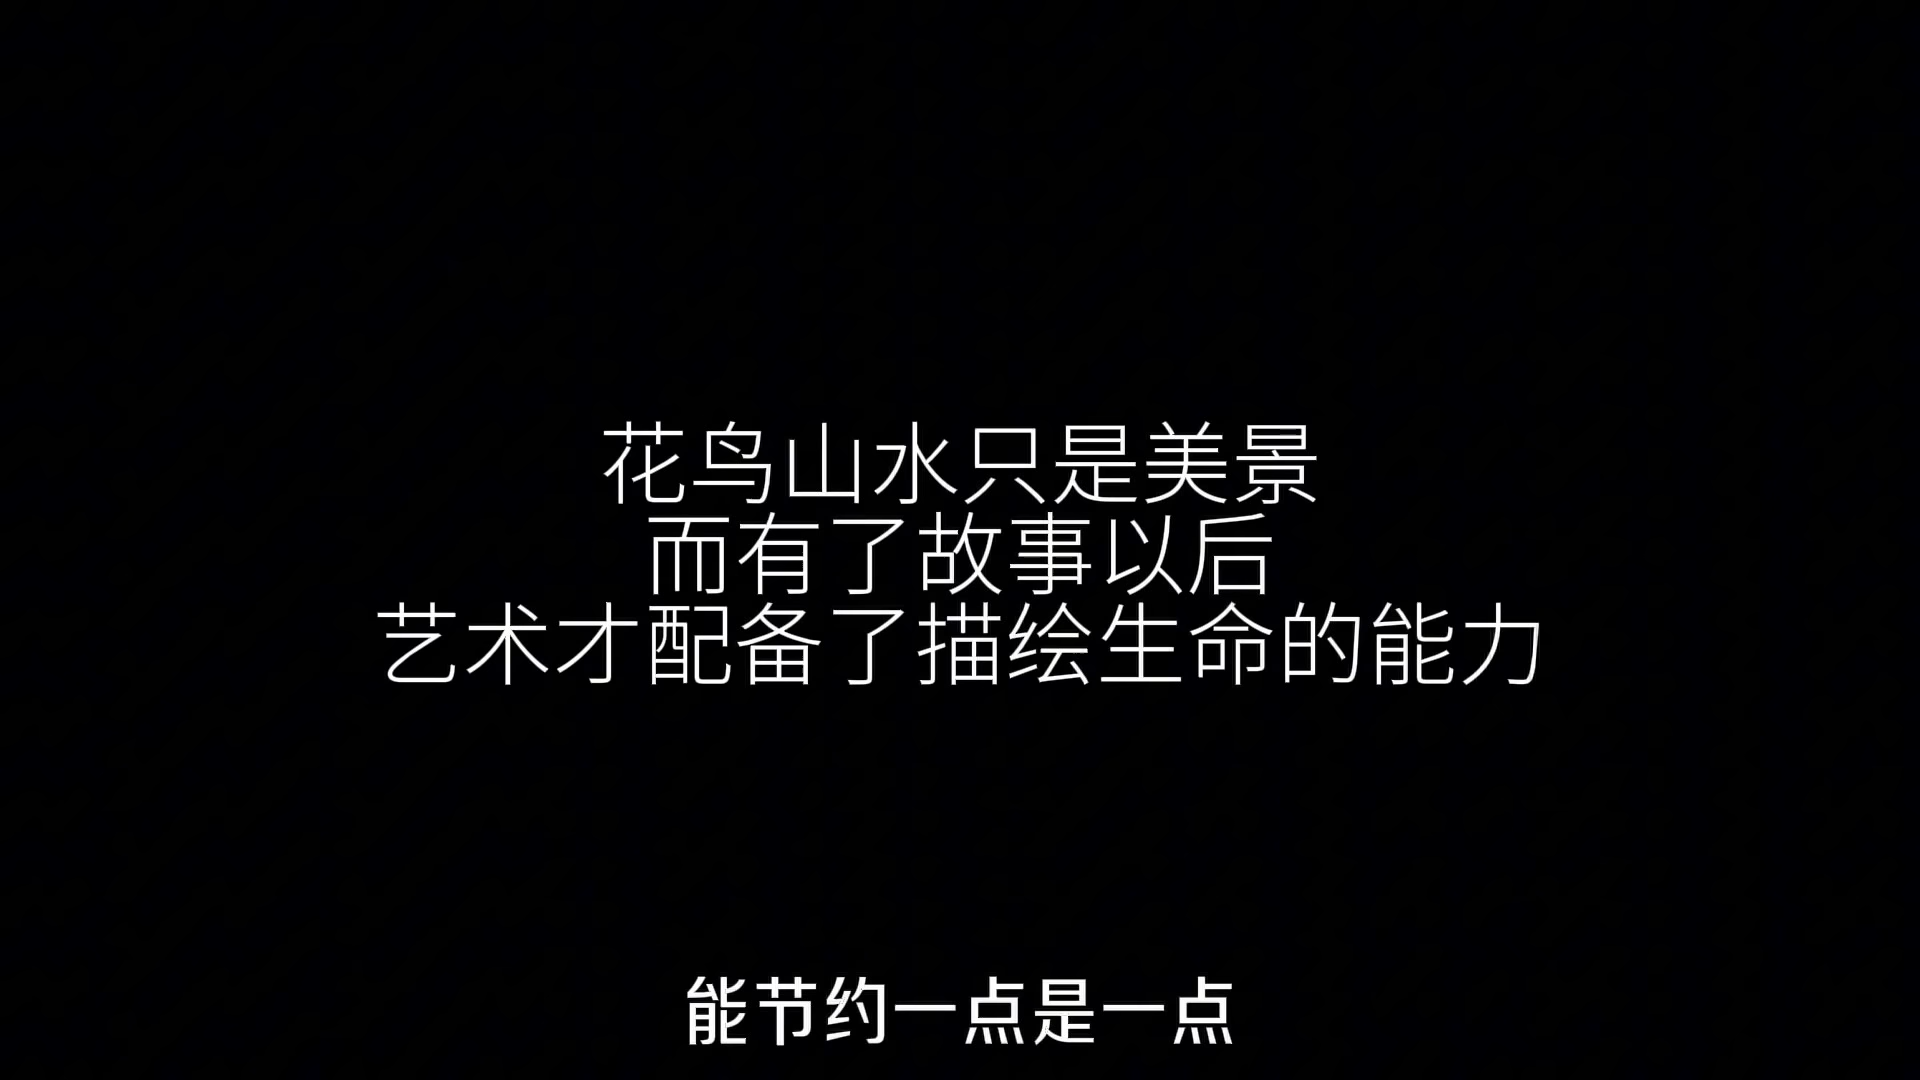 花鸟山水只是美景
而有了故事以后
艺术才配备了描绘生命的能力
能节约一点是一点